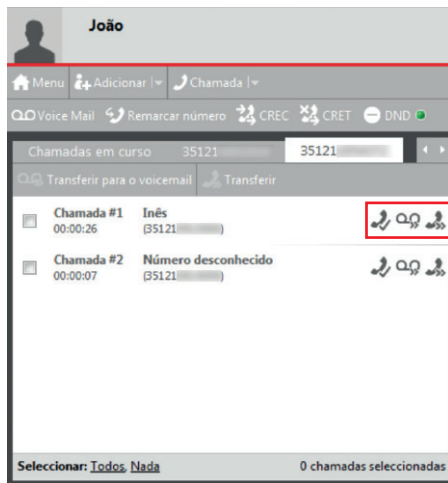 João
Menu Adicionar Chamada
Voice Mail Remarcar número CREC CRET DND
Chamadas em curso 35121 35121
Transferir para o voicemail Transferir
Chamada #1 Inês
00:00:26 (35121 )
Chamada #2 Número desconhecido
00:00:07 (35121 )
Seleccionar: Todos, Nada 0 chamadas seleccionadas